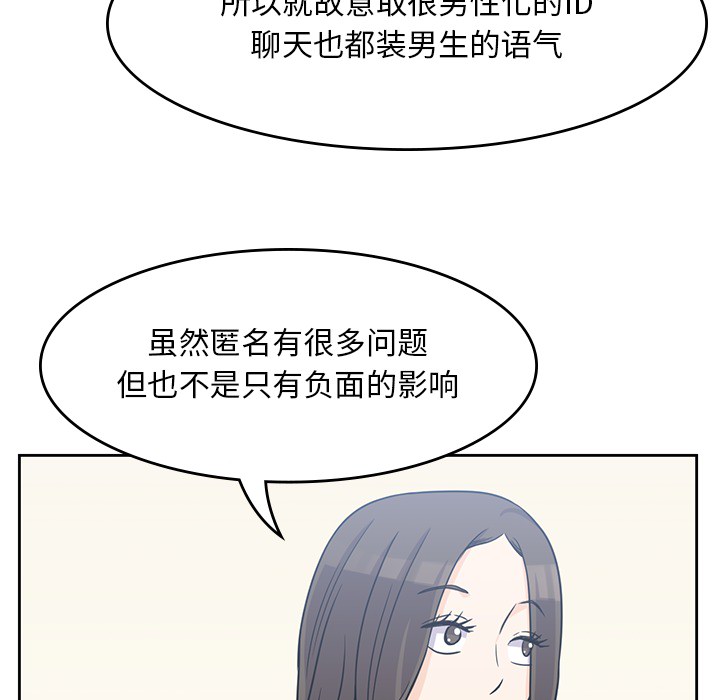 所以就故意取很男性化的ID
聊天也都装男生的语气
虽然匿名有很多问题
但也不是只有负面的影响